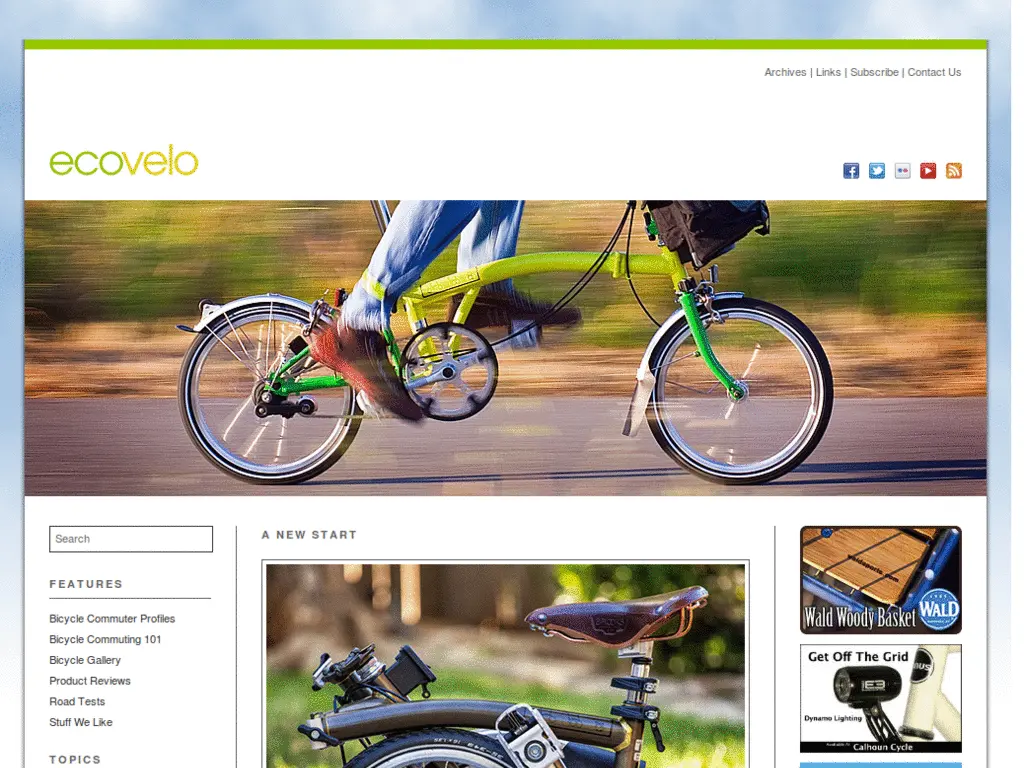 Archives | Links | Subscribe | Contact Us
ecovelo
Search
A NEW START
FEATURES
Bicycle Commuter Profiles
Bicycle Commuting 101
Bicycle Gallery
Product Reviews
Road Tests
Stuff We Like
TOPICS
Wald Woody Basket
WALD
Get Off The Grid
Dynamo Lighting
Calhoun Cycle